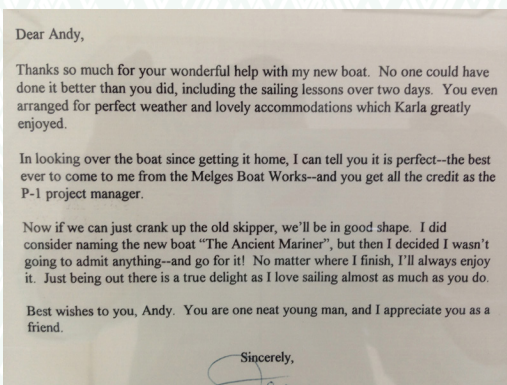 Dear Andy,
Thanks so much for your wonderful help with my new boat. No one could have
done it better than you did, including the sailing lessons over two days. You even
arranged for perfect weather and lovely accommodations which Karla greatly
enjoyed.
In looking over the boat since getting it home, I can tell you it is perfect--the best
ever to come to me from the Melges Boat Works--and you get all the credit as the
P-1 project manager.
Now if we can just crank up the old skipper, we'll be in good shape. I did
consider naming the new boat “The Ancient Mariner”, but then I decided I wasn't
going to admit anything--and go for it! No matter where I finish, I'll always enjoy
it. Just being out there is a true delight as I love sailing almost as much as you do.
Best wishes to you, Andy. You are one neat young man, and I appreciate you as a
friend.
Sincerely,